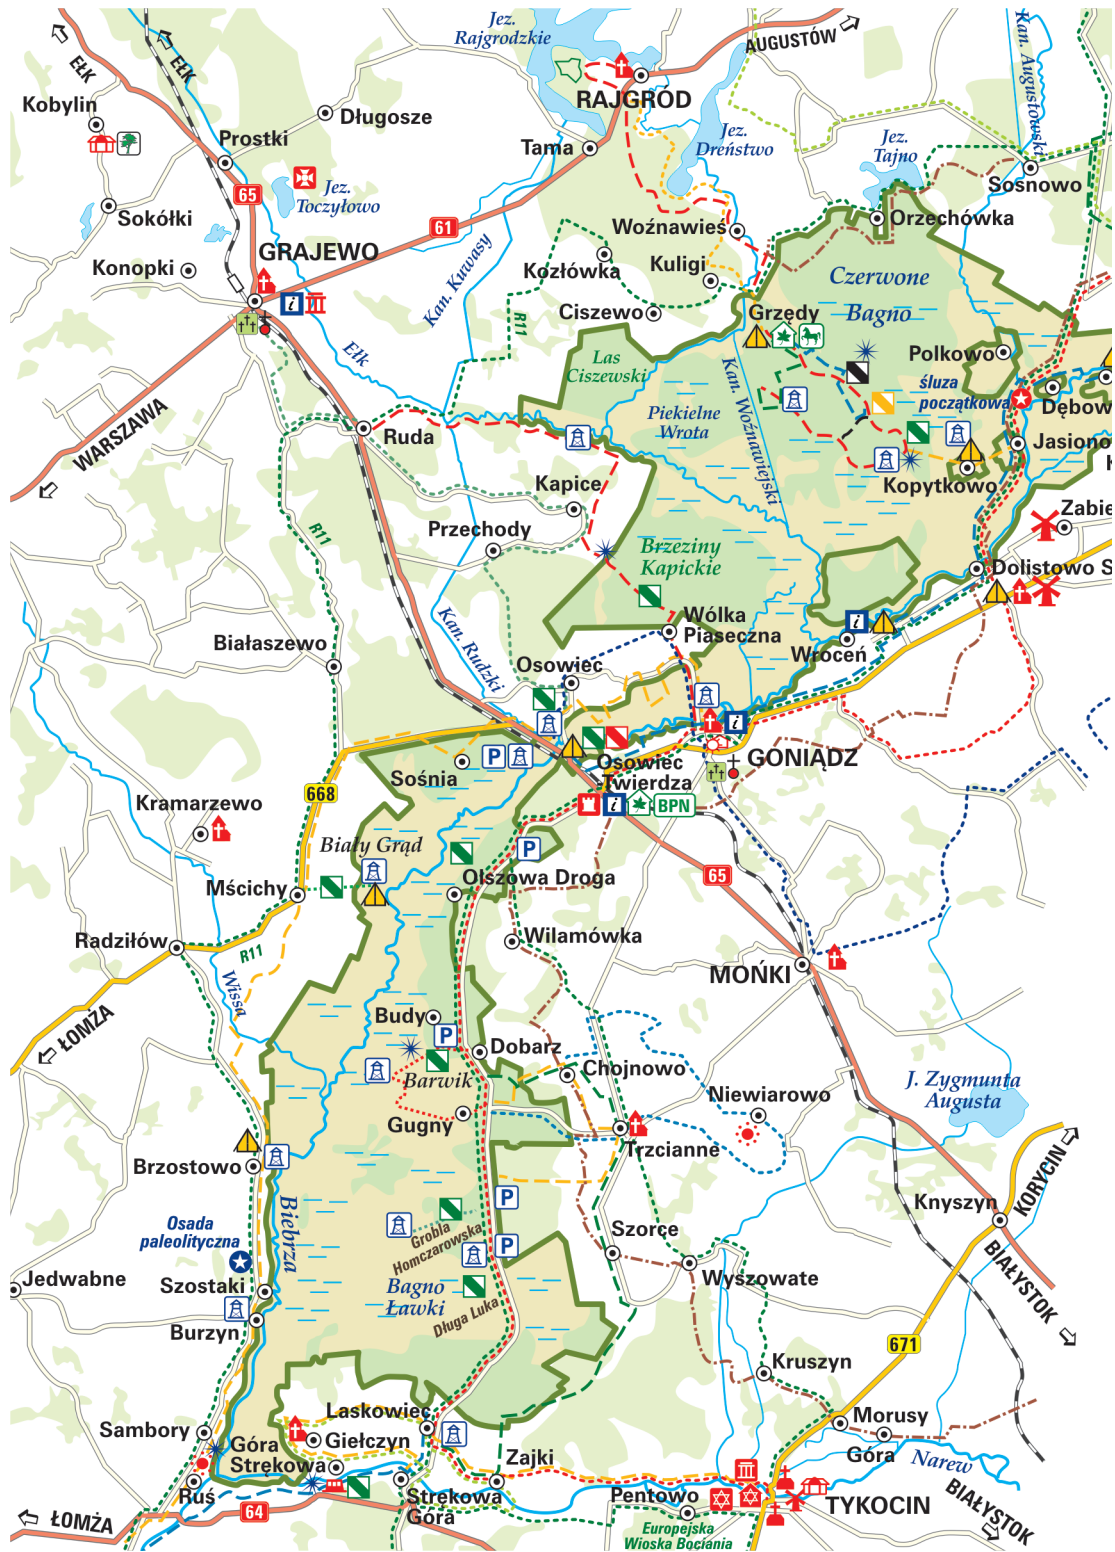 Jez.
Rajgrodzkie
EŁK
EŁK
AUGUSTÓW
Kan. Augustowski
Kobylin
Długosze
RAJGRÓD
Prostki
Tama
Jez.
Dreństwo
Jez.
Tajno
Sosnowo
65
Jez.
Toczyłowo
Sokółki
61
Orzechówka
Woźnawieś
GRAJEWO
Kan. Kuwasy
Konopki
Kozłówka
Kuligi
Czerwone
Bagno
i
R11
Ciszewo
Grzędy
Ełk
Las
Ciszewski
Kan. Woźnawiejski
Polkowo
śluza
początkowa
Piekielne
Wrota
Dębow
WARSZAWA
Ruda
Jasiono
K
Kapice
Kopytkowo
Zabie
R11
Przechody
Brzeziny
Kapickie
Dolistowo S
Kan. Rudzki
Wólka
Piaseczna
i
Białaszewo
Wroceń
Osowiec
i
P
Sośnia
Osowiec
Twierdza
GONIĄDZ
668
Kramarzewo
i
BPN
Biały Grąd
P
65
Mścichy
Olszowa Droga
Radziłów
R11
Wilamówka
MOŃKI
Wissa
ŁOMŻA
Budy
P
Dobarz
Barwik
Chojnowo
J. Zygmunta
Augusta
Niewiarowo
Gugny
Trzcianne
Brzostowo
KORYCIN
Biebrza
P
Knyszyn
Osada
paleolityczna
Grobla
Homczarowska
P
Szorce
BIAŁYSTOK
Jedwabne
Szostaki
Bagno
Ławki
Wyszowate
Długa Luka
Burzyn
671
Kruszyn
Laskowiec
Morusy
Sambory
Góra
Strękowa
Giełczyn
Góra
Zajki
Narew
Ruś
Strękowa
Góra
Pentowo
TYKOCIN
BIAŁYSTOK
ŁOMŻA
64
Europejska
Wioska Bociania